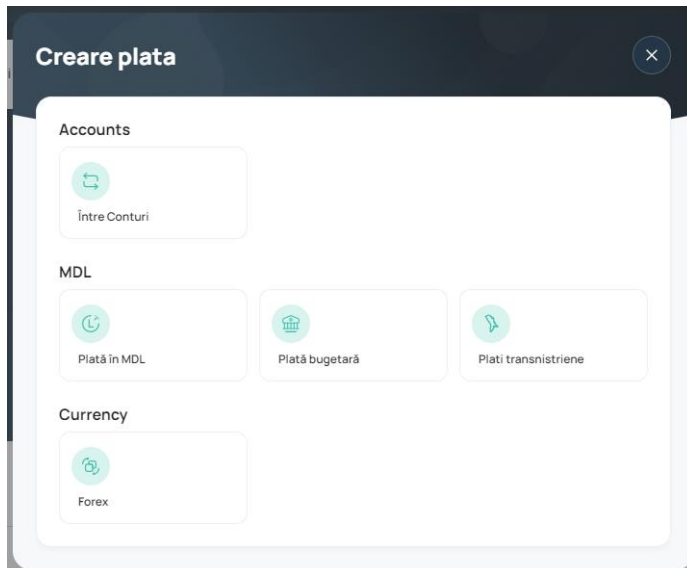 Creare plata
Accounts
Între Conturi
MDL
Plată în MDL
Plată bugetară
Plati transnistriene
Currency
Forex